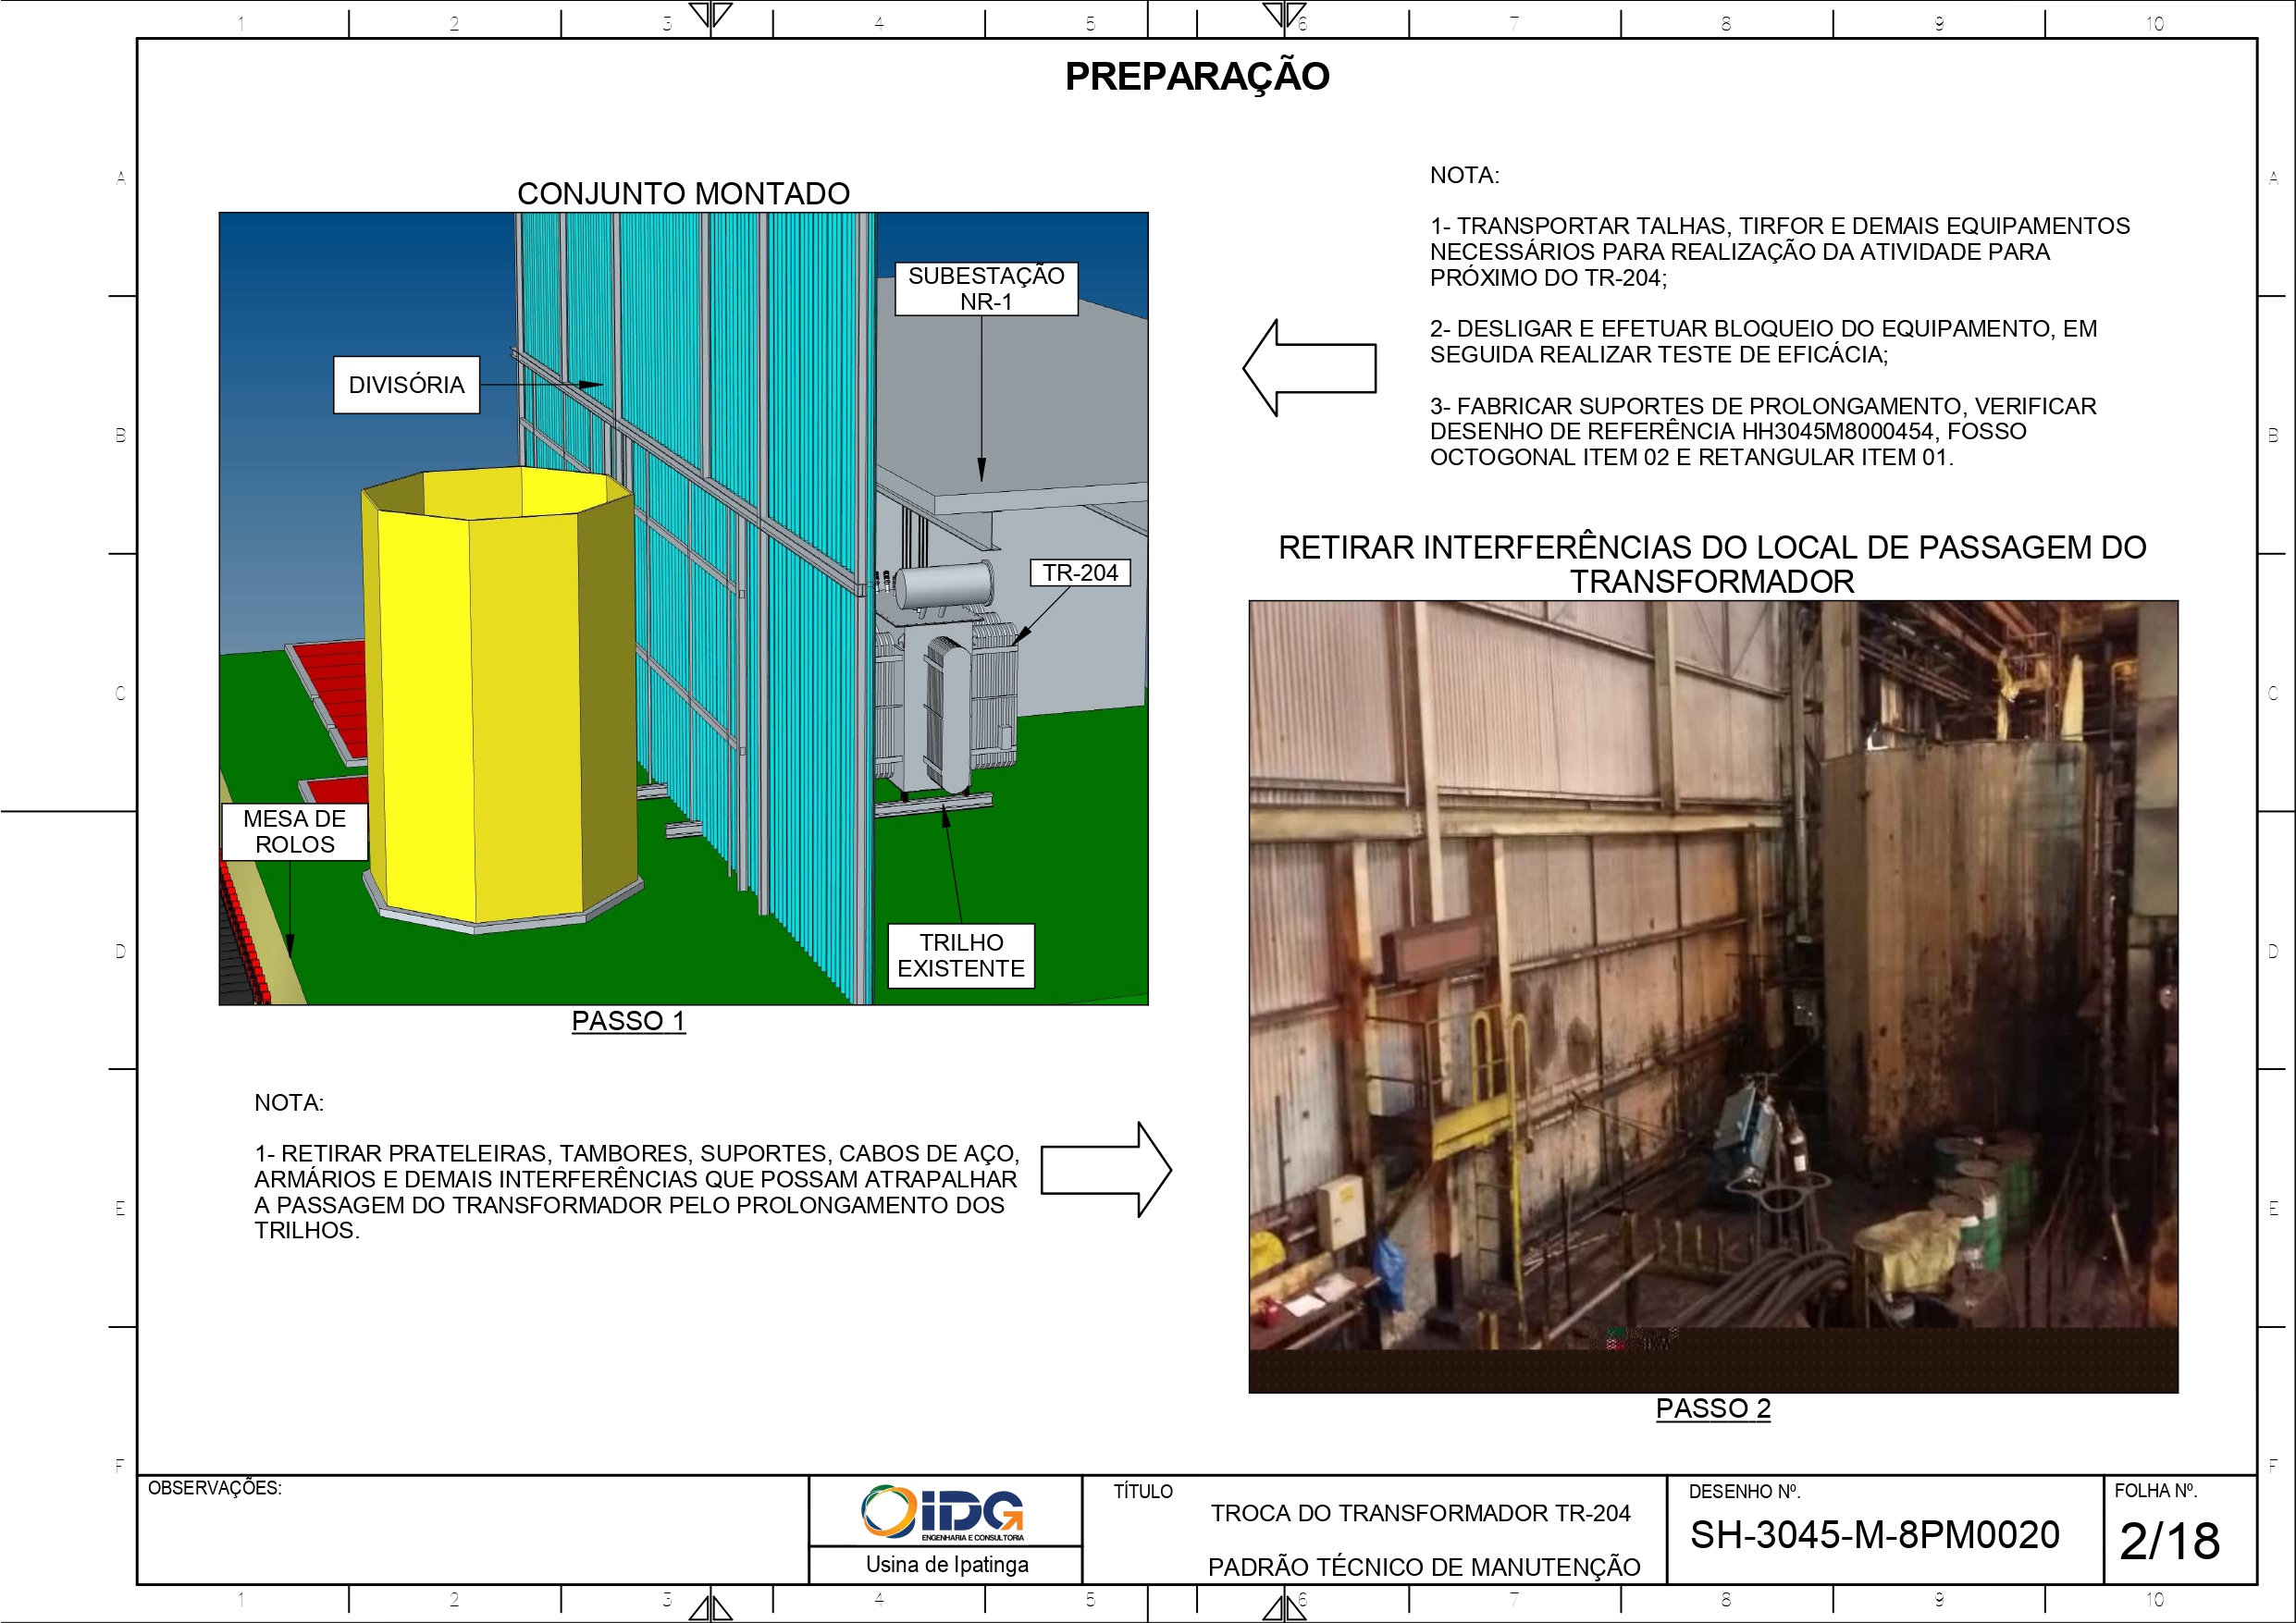 1 2 3 4 5 6 7 8 9 10
PREPARAÇÃO
A
A
CONJUNTO MONTADO
SUBESTAÇÃO
NR-1
DIVISÓRIA
TR-204
MESA DE
ROLOS
TRILHO
EXISTENTE
PASSO 1
NOTA:
1- TRANSPORTAR TALHAS, TIRFOR E DEMAIS EQUIPAMENTOS
NECESSÁRIOS PARA REALIZAÇÃO DA ATIVIDADE PARA
PRÓXIMO DO TR-204;
2- DESLIGAR E EFETUAR BLOQUEIO DO EQUIPAMENTO, EM
SEGUIDA REALIZAR TESTE DE EFICÁCIA;
3- FABRICAR SUPORTES DE PROLONGAMENTO, VERIFICAR
DESENHO DE REFERÊNCIA HH3045M8000454, FOSSO
OCTOGONAL ITEM 02 E RETANGULAR ITEM 01.
B
B
RETIRAR INTERFERÊNCIAS DO LOCAL DE PASSAGEM DO
TRANSFORMADOR
C
C
D
D
NOTA:
1- RETIRAR PRATELEIRAS, TAMBORES, SUPORTES, CABOS DE AÇO,
ARMÁRIOS E DEMAIS INTERFERÊNCIAS QUE POSSAM ATRAPALHAR
A PASSAGEM DO TRANSFORMADOR PELO PROLONGAMENTO DOS
TRILHOS.
E
E
PASSO 2
F
F
OBSERVAÇÕES:
IDG
ENGENHARIA E CONSULTORIA
Usina de Ipatinga
TÍTULO
TROCA DO TRANSFORMADOR TR-204
PADRÃO TÉCNICO DE MANUTENÇÃO
DESENHO Nº.
SH-3045-M-8PM0020
FOLHA Nº.
2/18
1 2 3 4 5 6 7 8 9 10